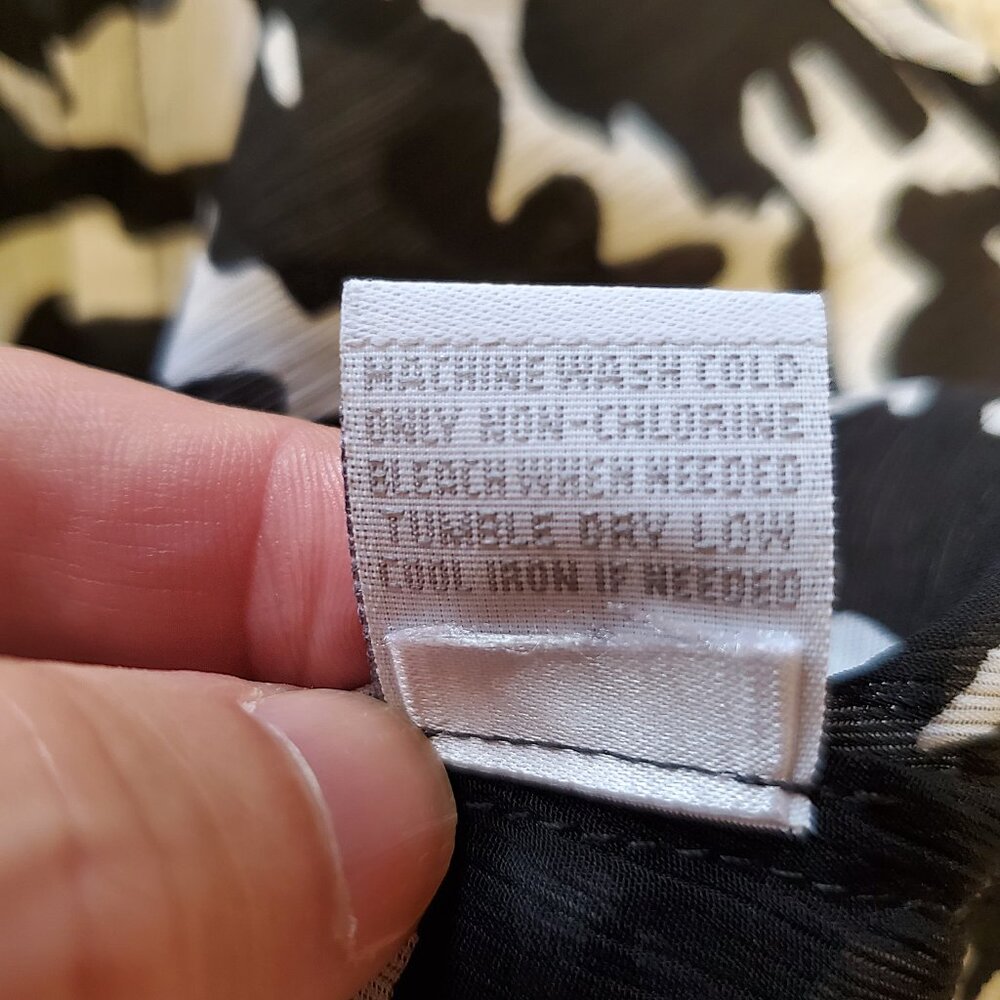 MACHINE WASH COLD
ONLY NON-CHLORINE
BLEACH WHEN NEEDED
TUMBLE DRY LOW
COOL IRON IF NEEDED